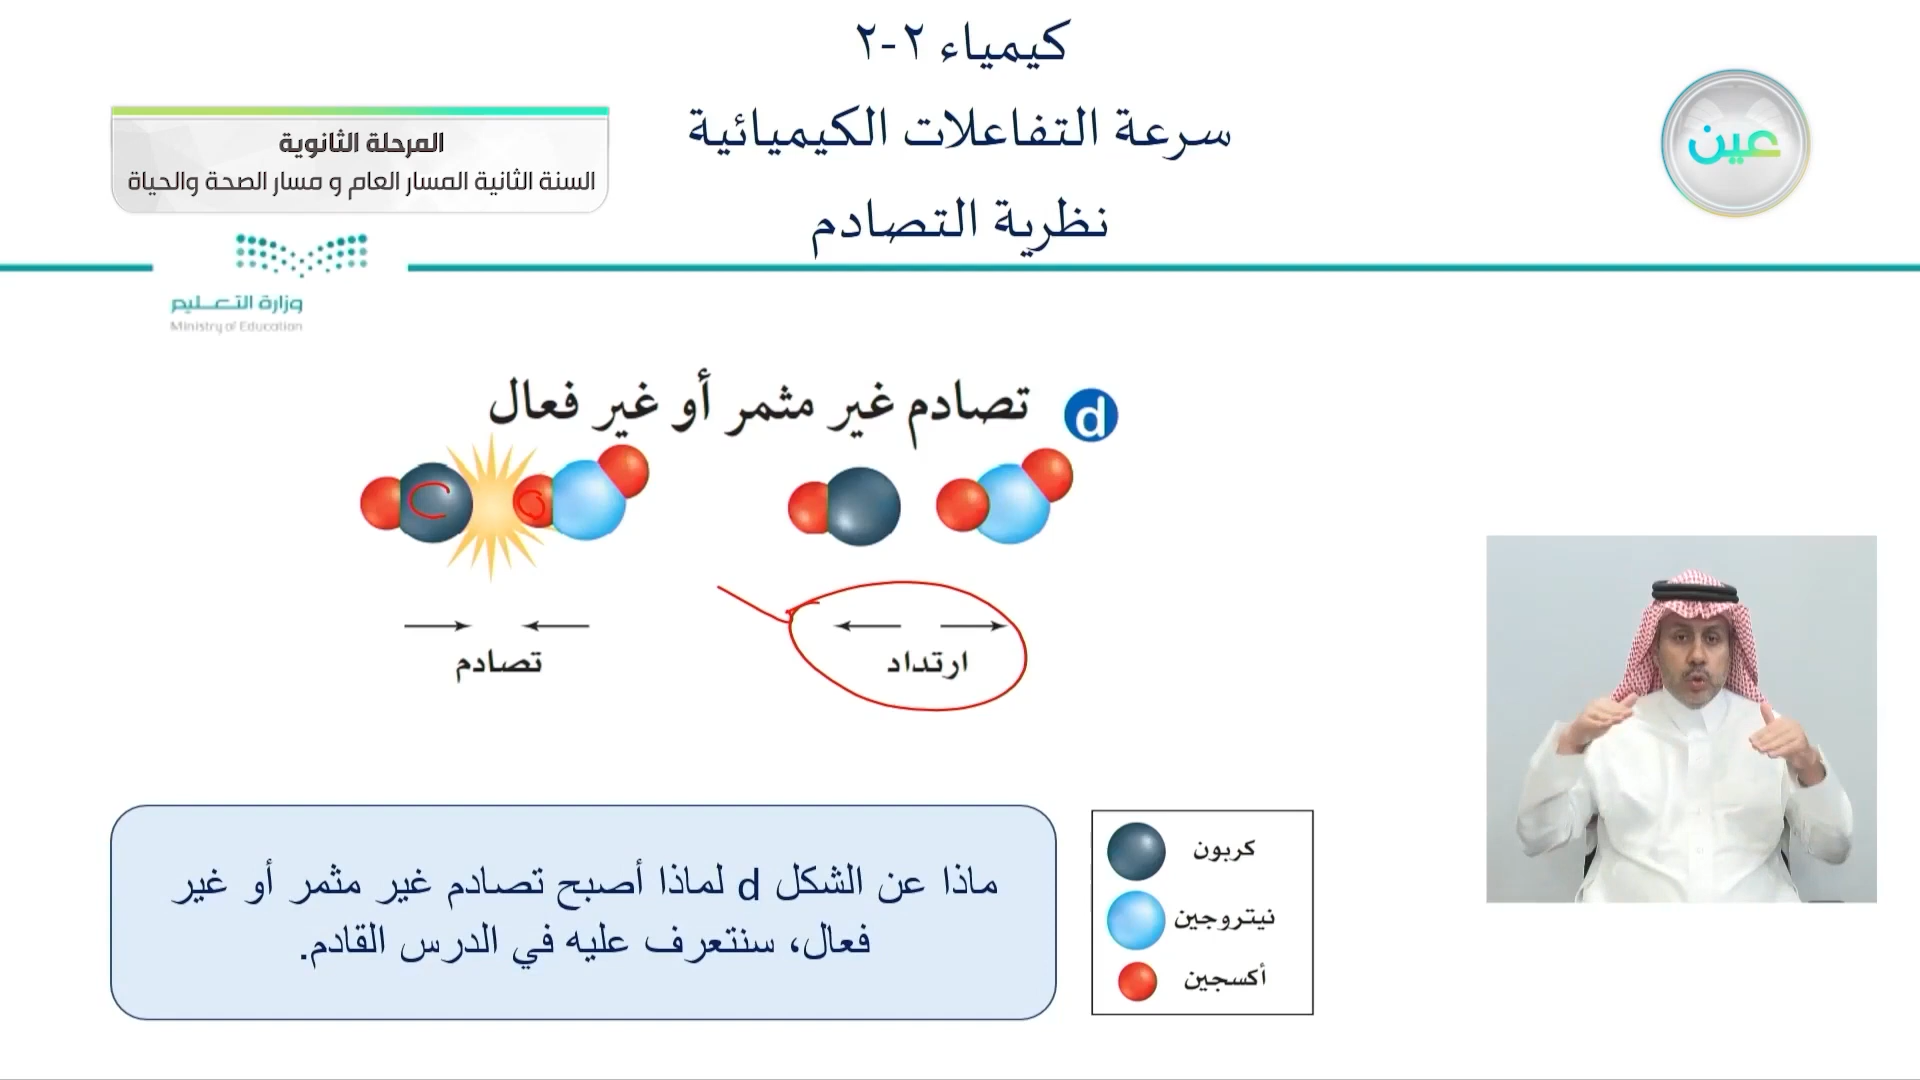 كيمياء ٢-٢
سرعة التفاعلات الكيميائية
نظرية التصادم
عين
المرحلة الثانوية
السنة الثانية المسار العام و مسار الصحة والحياة
وزارة التعليم
Ministry of Education
d تصادم غير مثمر أو غير فعال
C
O
ارتداد
تصادم
ماذا عن الشكل d لماذا أصبح تصادم غير مثمر أو غير
فعال، سنتعرف عليه في الدرس القادم.
كربون
نيتروجين
أكسجين